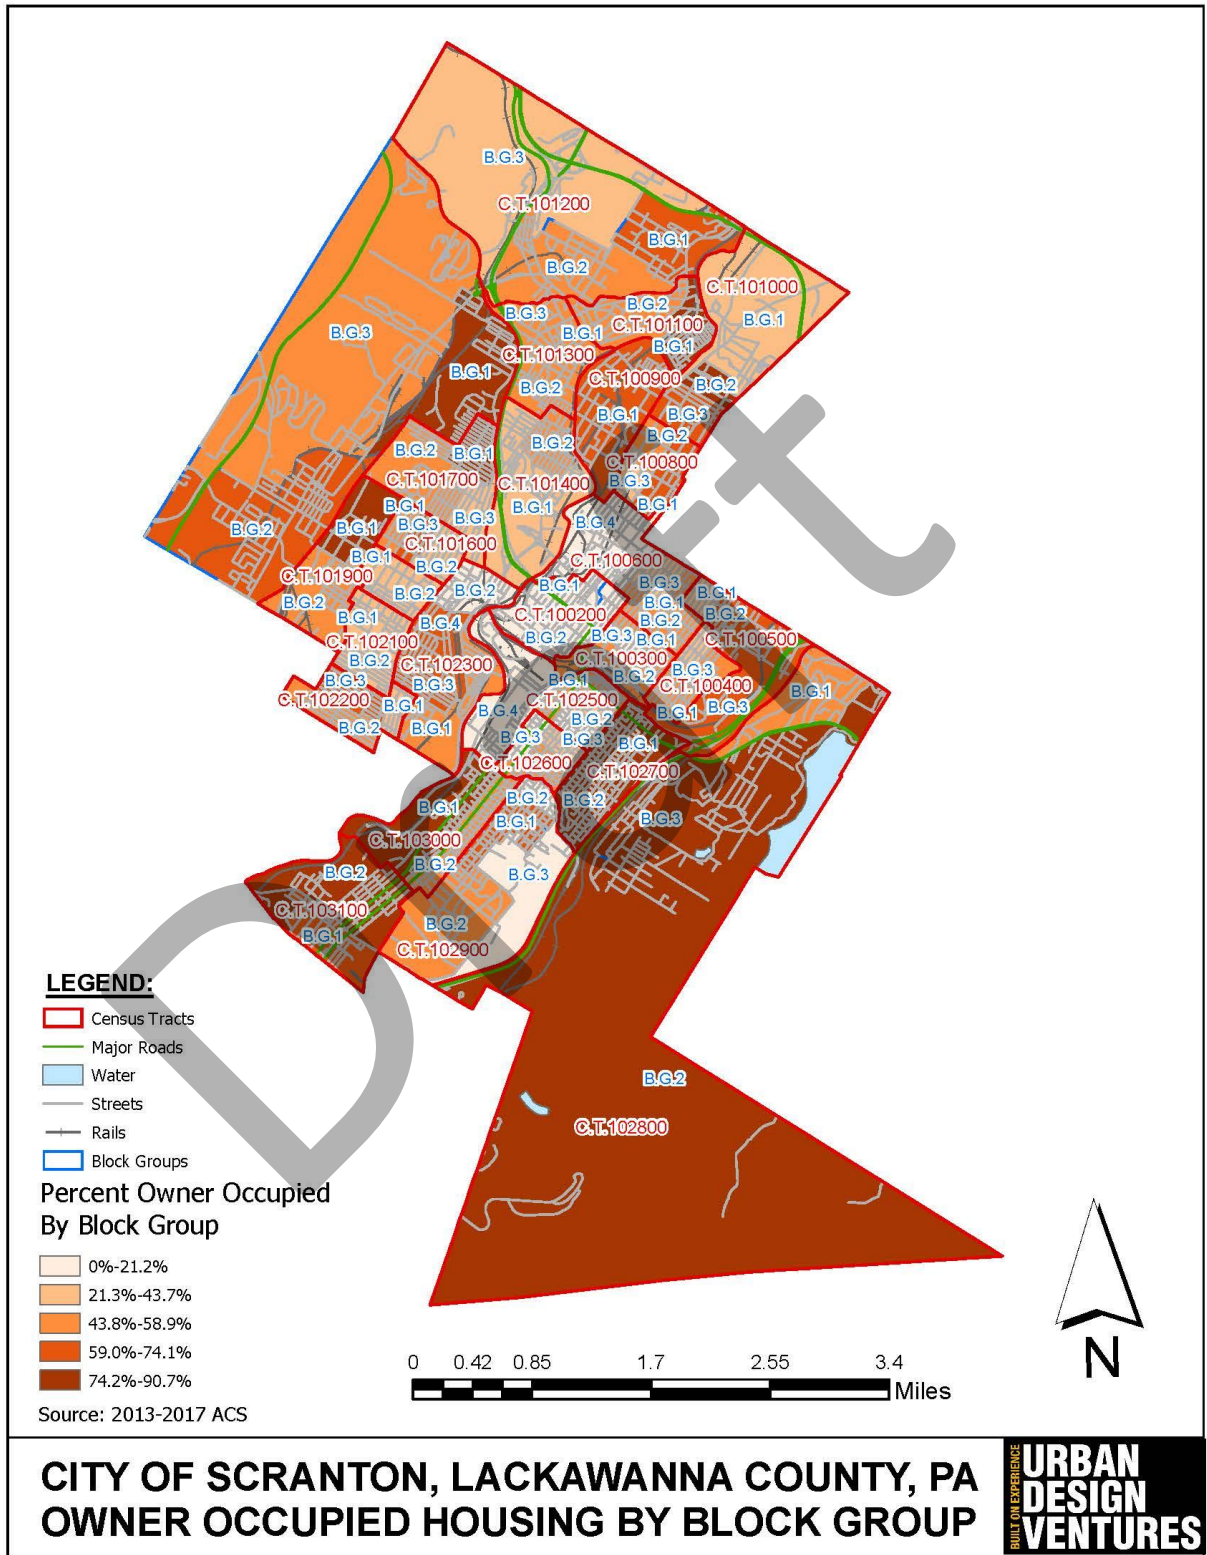 B.G.3
C.T.101200
B.G.1
B.G.2
C.T.101000
B.G.1
B.G.3
B.G.2
C.T.101100
B.G.3
B.G.1
B.G.1
C.T.101300
B.G.1
C.T.100900
B.G.2
B.G.2
B.G.1
B.G.3
B.G.2
B.G.2
B.G.2
B.G.1
C.T.100800
C.T.101700
C.T.101400
B.G.3
B.G.1
B.G.1
B.G.1
B.G.3
B.G.3
B.G.4
B.G.2
B.G.1
C.T.101600
B.G.1
C.T.100600
B.G.2
C.T.101900
B.G.1
B.G.3
B.G.2
B.G.2
B.G.1
B.G.2
B.G.1
C.T.100200
B.G.2
B.G.1
B.G.4
B.G.2
B.G.2
B.G.3
B.G.1
C.T.100500
C.T.102100
B.G.2
C.T.102300
C.T.100300
B.G.3
B.G.3
B.G.3
B.G.1
B.G.2
C.T.100400
B.G.1
C.T.102200
B.G.1
C.T.102500
B.G.4
B.G.1
B.G.3
B.G.2
B.G.1
B.G.2
B.G.3
B.G.3
B.G.1
C.T.102600
C.T.102700
B.G.2
B.G.2
B.G.1
B.G.1
B.G.3
C.T.103000
B.G.2
B.G.2
B.G.3
C.T.103100
B.G.1
B.G.2
C.T.102900
B.G.2
C.T.102800
Draft
LEGEND:
Census Tracts
Major Roads
Water
Streets
Rails
Block Groups
Percent Owner Occupied
By Block Group
0%-21.2%
21.3%-43.7%
43.8%-58.9%
59.0%-74.1%
74.2%-90.7%
Source: 2013-2017 ACS
0 0.42 0.85 1.7 2.55 3.4
Miles
N
CITY OF SCRANTON, LACKAWANNA COUNTY, PA
OWNER OCCUPIED HOUSING BY BLOCK GROUP
BUILT ON EXPERIENCE
URBAN
DESIGN
VENTURES